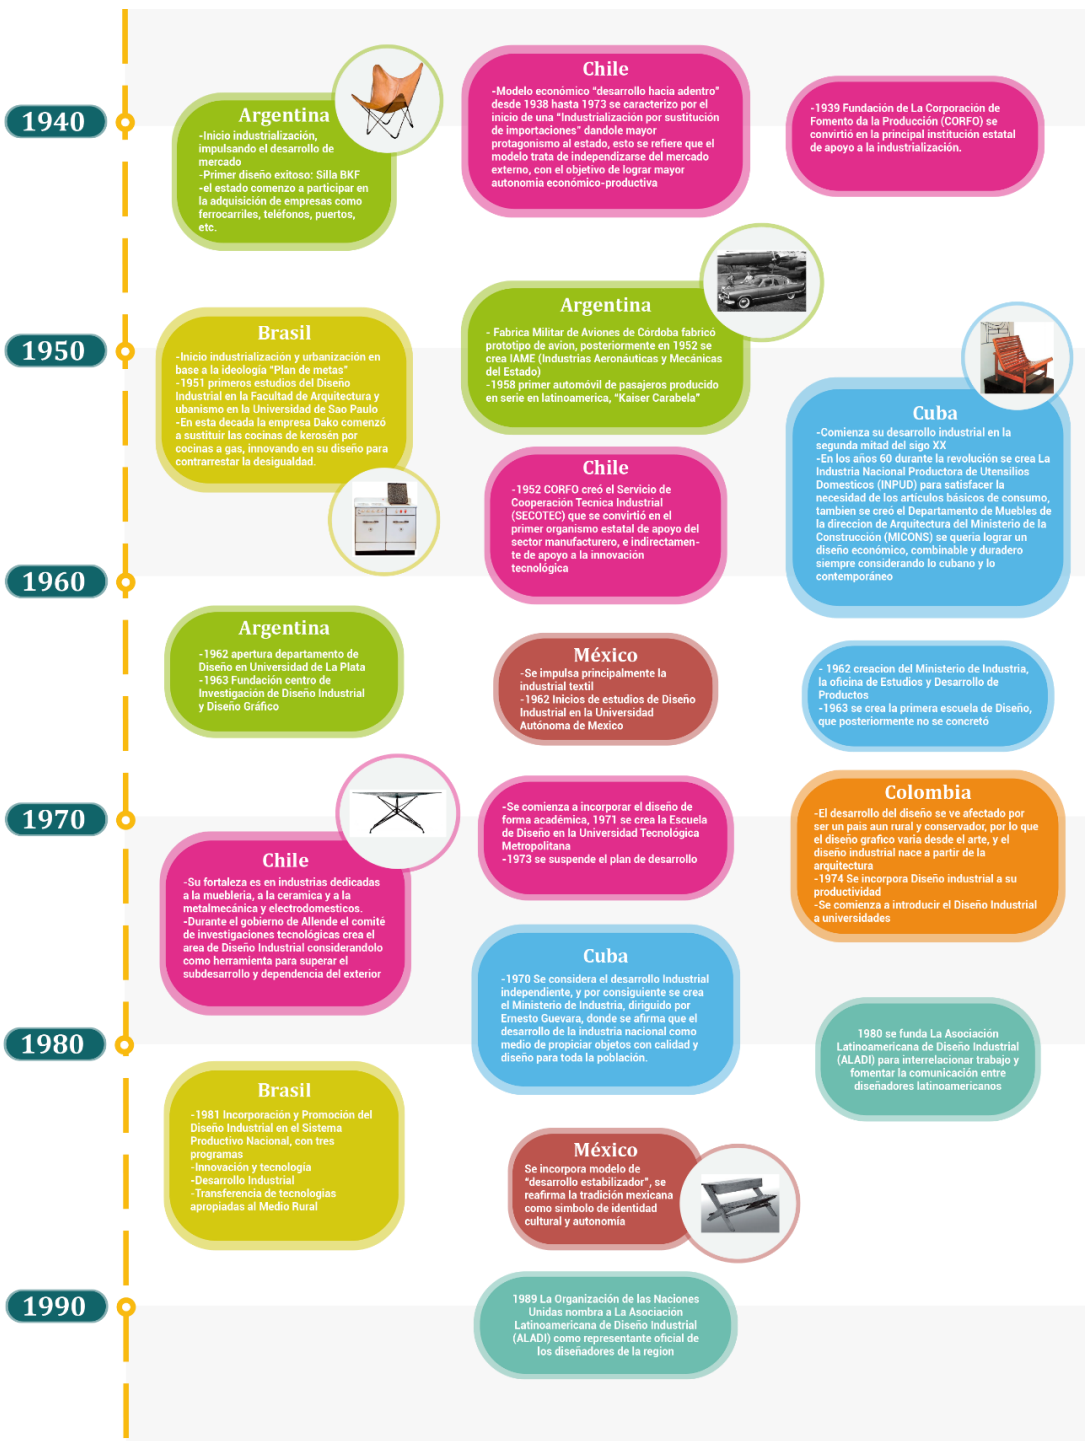 1940
Argentina
-Inicio industrialización,
impulsando el desarrollo de
mercado
-Primer diseño exitoso: Silla BKF
-el estado comenzo a participar en
la adquisición de empresas como
ferrocarriles, teléfonos, puertos,
etc.
Chile
-Modelo económico “desarrollo hacia adentro”
desde 1938 hasta 1973 se caracterizo por el
inicio de una “Industrialización por sustitución
de importaciones” dandole mayor
protagonismo al estado, esto se refiere que el
modelo trata de independizarse del mercado
externo, con el objetivo de lograr mayor
autonomia económico-productiva
-1939 Fundación de La Corporación de
Fomento da la Producción (CORFO) se
convirtió en la principal institución estatal
de apoyo a la industrialización.
1950
Brasil
-Inicio industrialización y urbanización en
base a la ideología “Plan de metas”
-1951 primeros estudios del Diseño
Industrial en la Facultad de Arquitectura y
ubanismo en la Universidad de Sao Paulo
-En esta decada la empresa Dako comenzó
a sustituir las cocinas de kerosén por
cocinas a gas, innovando en su diseño para
contrarrestar la desigualdad.
Argentina
- Fabrica Militar de Aviones de Córdoba fabricó
prototipo de avion, posteriormente en 1952 se
crea IAME (Industrias Aeronáuticas y Mecánicas
del Estado)
-1958 primer automóvil de pasajeros producido
en serie en latinoamerica, “Kaiser Carabela”
Chile
-1952 CORFO creó el Servicio de
Cooperación Tecnica Industrial
(SECOTEC) que se convirtió en el
primer organismo estatal de apoyo del
sector manufacturero, e indirectamen-
te de apoyo a la innovación
tecnológica
Cuba
-Comienza su desarrollo industrial en la
segunda mitad del sigo XX
-En los años 60 durante la revolución se crea La
Industria Nacional Productora de Utensilios
Domesticos (INPUD) para satisfacer la
necesidad de los artículos básicos de consumo,
tambien se creó el Departamento de Muebles de
la direccion de Arquitectura del Ministerio de la
Construcción (MICONS) se queria lograr un
diseño económico, combinable y duradero
siempre considerando lo cubano y lo
contemporáneo
1960
Argentina
-1962 apertura departamento de
Diseño en Universidad de La Plata
-1963 Fundación centro de
Investigación de Diseño Industrial
y Diseño Gráfico
México
-Se impulsa principalmente la
industrial textil
-1962 Inicios de estudios de Diseño
Industrial en la Universidad
Autónoma de Mexico
- 1962 creacion del Ministerio de Industria,
la oficina de Estudios y Desarrollo de
Productos
-1963 se crea la primera escuela de Diseño,
que posteriormente no se concretó
1970
Chile
-Su fortaleza es en industrias dedicadas
a la muebleria, a la ceramica y a la
metalmecánica y electrodomesticos.
-Durante el gobierno de Allende el comité
de investigaciones tecnológicas crea el
area de Diseño Industrial considerandolo
como herramienta para superar el
subdesarrollo y dependencia del exterior
-Se comienza a incorporar el diseño de
forma académica, 1971 se crea la Escuela
de Diseño en la Universidad Tecnológica
Metropolitana
-1973 se suspende el plan de desarrollo
Colombia
-El desarrollo del diseño se ve afectado por
ser un pais aun rural y conservador, por lo que
el diseño grafico varia desde el arte, y el
diseño industrial nace a partir de la
arquitectura
-1974 Se incorpora Diseño industrial a su
productividad
-Se comienza a introducir el Diseño Industrial
a universidades
Cuba
-1970 Se considera el desarrollo Industrial
independiente, y por consiguiente se crea
el Ministerio de Industria, diriguido por
Ernesto Guevara, donde se afirma que el
desarrollo de la industria nacional como
medio de propiciar objetos con calidad y
diseño para toda la población.
1980
1980 se funda La Asociación
Latinoamericana de Diseño Industrial
(ALADI) para interrelacionar trabajo y
fomentar la comunicación entre
diseñadores latinoamericanos
Brasil
-1981 Incorporación y Promoción del
Diseño Industrial en el Sistema
Productivo Nacional, con tres
programas
-Innovación y tecnologia
-Desarrollo Industrial
-Transferencia de tecnologias
apropiadas al Medio Rural
México
Se incorpora modelo de
“desarrollo estabilizador”, se
reafirma la tradición mexicana
como simbolo de identidad
cultural y autonomía
1990
1989 La Organización de las Naciones
Unidas nombra a La Asociación
Latinoamericana de Diseño Industrial
(ALADI) como representante oficial de
los diseñadores de la region